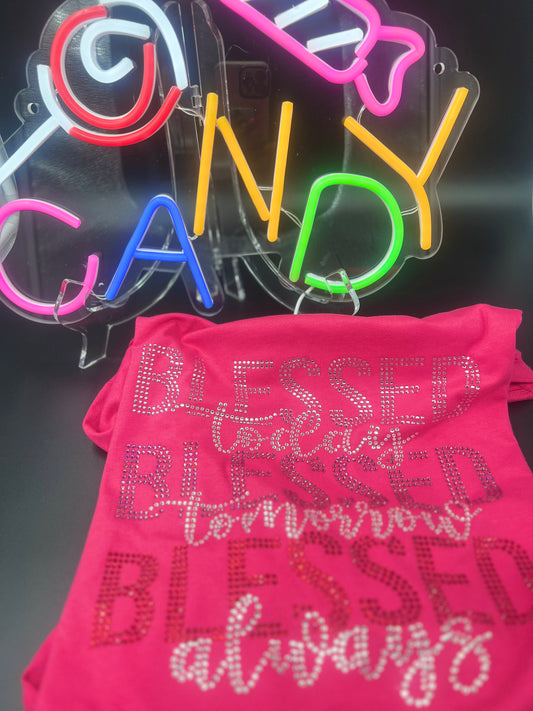 CANDY
BLESSED
today
BLESSED
tomorrow
BLESSED
always